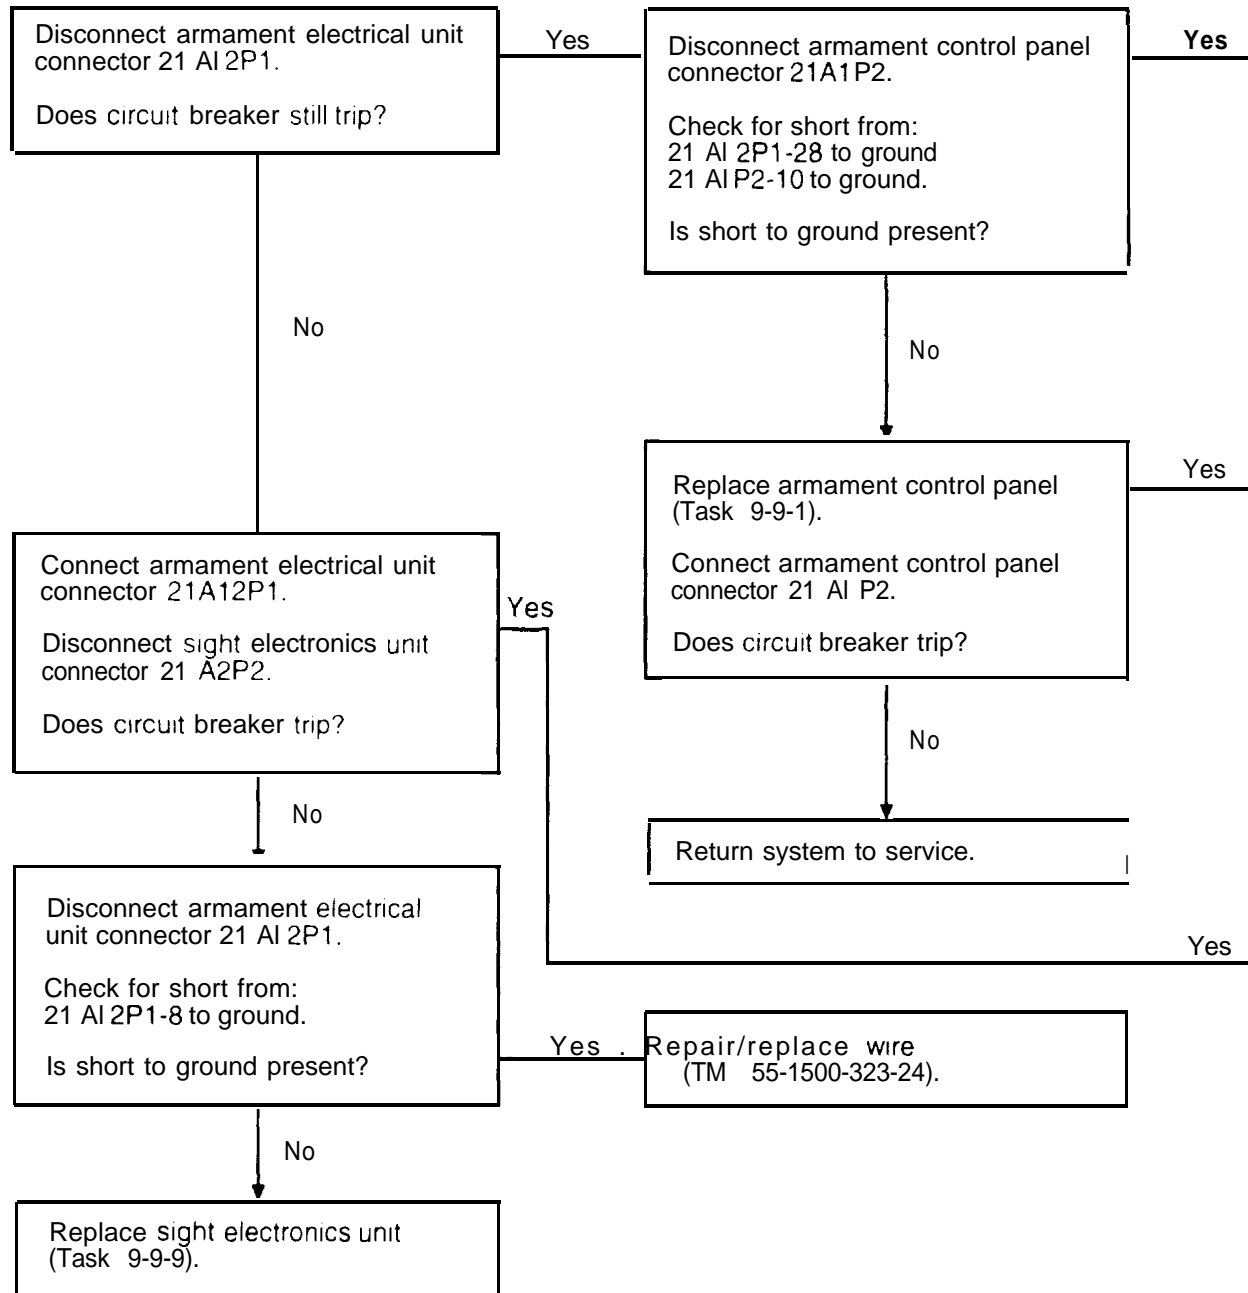 Disconnect armament electrical unit
connector 21 Al 2P1.
Does circuit breaker still trip?
Yes
Disconnect armament control panel
connector 21A1P2.
Check for short from:
21 Al 2P1-28 to ground
21 Al P2-10 to ground.
Is short to ground present?
Yes
No
No
Replace armament control panel
(Task 9-9-1).
Connect armament control panel
connector 21 Al P2.
Does circuit breaker trip?
Yes
Connect armament electrical unit
connector 21A12P1.
Disconnect sight electronics unit
connector 21 A2P2.
Does circuit breaker trip?
Yes
No
No
Return system to service.
Disconnect armament electrical
unit connector 21 Al 2P1.
Check for short from:
21 Al 2P1-8 to ground.
Is short to ground present?
Yes
Yes . Repair/replace wire
(TM 55-1500-323-24).
No
Replace sight electronics unit
(Task 9-9-9).